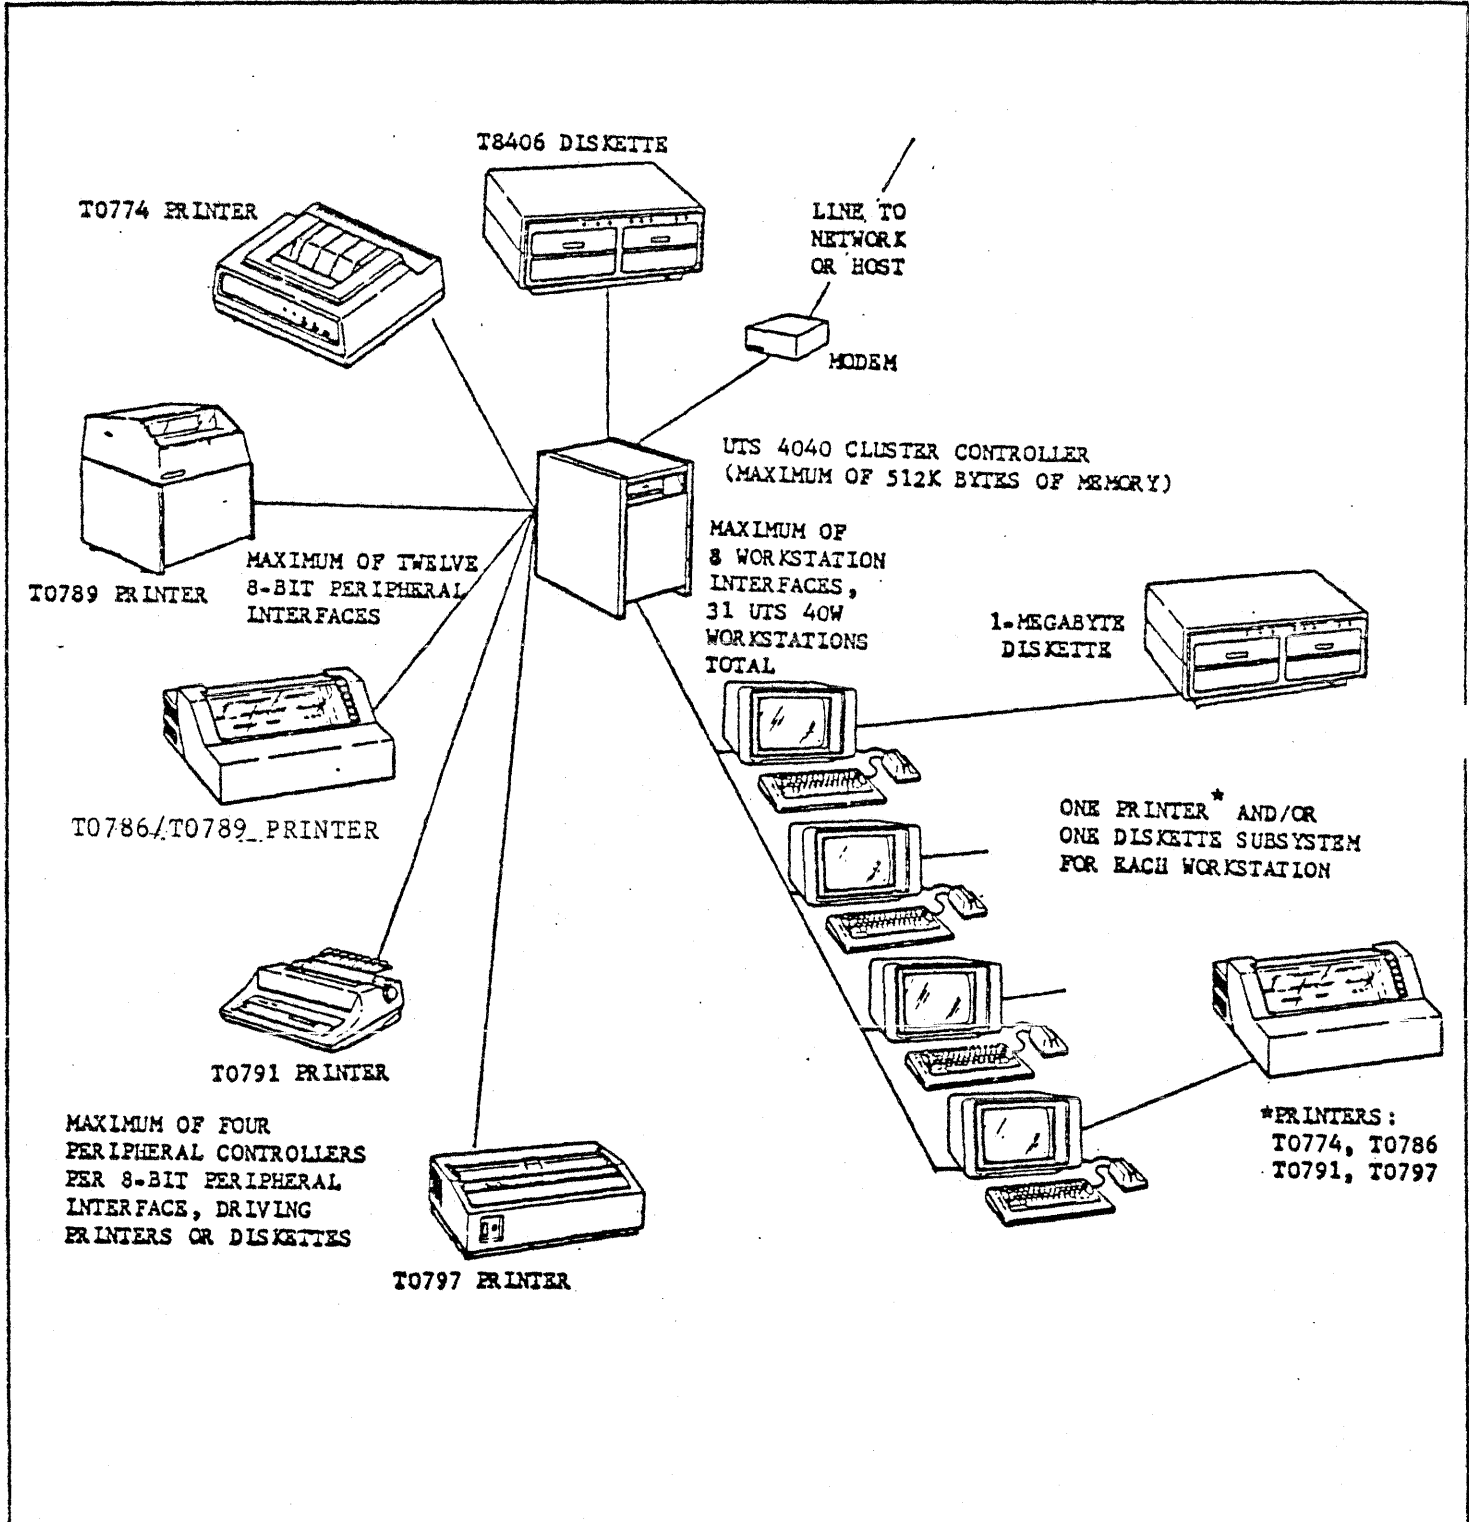 T8406 DISKETTE
T0774 PRINTER
LINE TO
NETWORK
OR HOST
MODEM
UTS 4040 CLUSTER CONTROLLER
(MAXIMUM OF 512K BYTES OF MEMORY)
MAXIMUM OF
8 WORKSTATION
INTERFACES,
31 UTS 40W
WORKSTATIONS
TOTAL
T0789 PRINTER
MAXIMUM OF TWELVE
8-BIT PERIPHERAL
INTERFACES
1-MEGABYTE
DISKETTE
T0786/T0789 PRINTER
ONE PRINTER* AND/OR
ONE DISKETTE SUBSYSTEM
FOR EACH WORKSTATION
T0791 PRINTER
MAXIMUM OF FOUR
PERIPHERAL CONTROLLERS
PER 8-BIT PERIPHERAL
INTERFACE, DRIVING
PRINTERS OR DISKETTES
*PRINTERS:
T0774, T0786
T0791, T0797
T0797 PRINTER